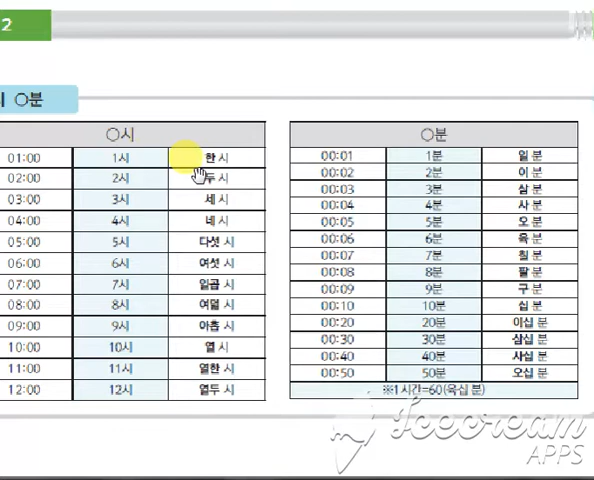 2
시 ○분
○시
01:00 1시 한 시
02:00 2시 두 시
03:00 3시 세 시
04:00 4시 네 시
05:00 5시 다섯 시
06:00 6시 여섯 시
07:00 7시 일곱 시
08:00 8시 여덟 시
09:00 9시 아홉 시
10:00 10시 열 시
11:00 11시 열한 시
12:00 12시 열두 시
○분
00:01 1분 일 분
00:02 2분 이 분
00:03 3분 삼 분
00:04 4분 사 분
00:05 5분 오 분
00:06 6분 육 분
00:07 7분 칠 분
00:08 8분 팔 분
00:09 9분 구 분
00:10 10분 십 분
00:20 20분 이십 분
00:30 30분 삼십 분
00:40 40분 사십 분
00:50 50분 오십 분
※1시간=60(육십 분)
Icecream
APPS